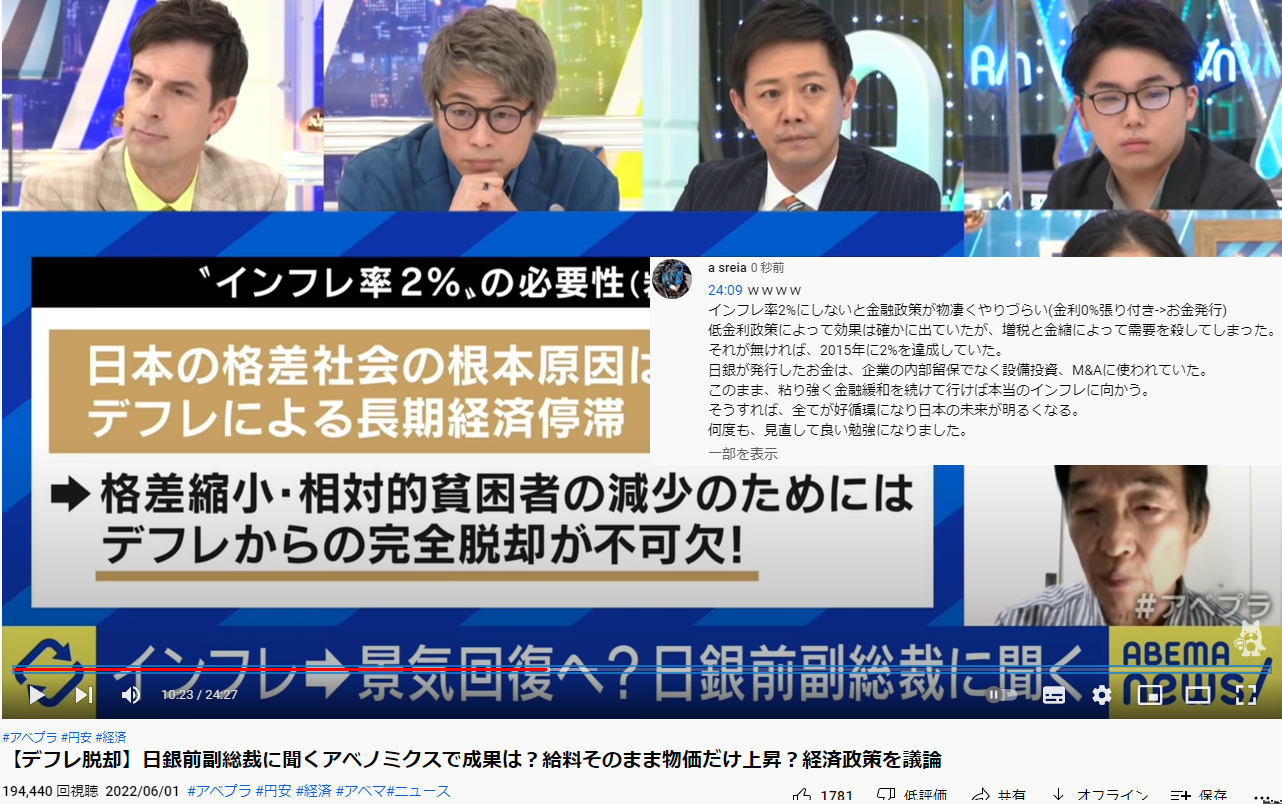 〝インフレ率2%〟の必要性(
日本の格差社会の根本原因は
デフレによる長期経済停滞
➡格差縮小・相対的貧困者の減少のためには
デフレからの完全脱却が不可欠!
a sreia 0 秒前
24:09 ｗｗｗｗ
インフレ率2%にしないと金融政策が物凄くやりづらい(金利0%張り付き->お金発行)
低金利政策によって効果は確かに出ていたが、増税と金縮によって需要を殺してしまった。
それが無ければ、2015年に2%を達成していた。
日銀が発行したお金は、企業の内部留保でなく設備投資、M&Aに使われていた。
このまま、粘り強く金融緩和を続けて行けば本当のインフレに向かう。
そうすれば、全てが好循環になり日本の未来が明るくなる。
何度も、見直して良い勉強になりました。
一部を表示
#アベプラ
インフレ➡景気回復へ？日銀前副総裁に聞く
ABEMA
NEWS
10:23 / 24:27
#アベプラ #円安 #経済
【デフレ脱却】日銀前副総裁に聞くアベノミクスで成果は？給料そのまま物価だけ上昇？経済政策を議論
194,440 回視聴 2022/06/01 #アベプラ #円安 #経済 #アベマ#ニュース
1781 低評価 共有 オフライン 保存